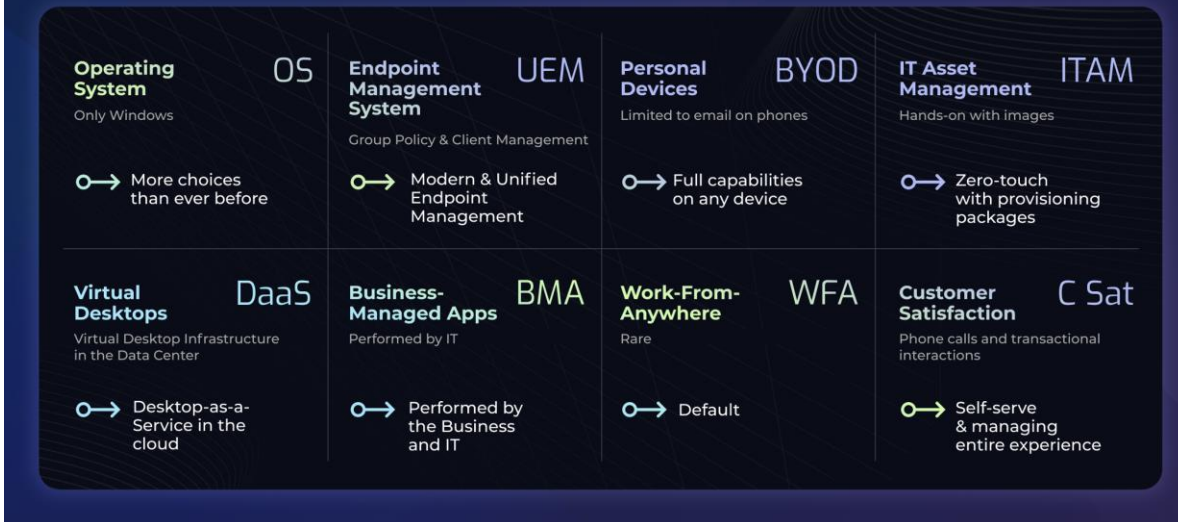 Operating
System
OS
Only Windows
More choices
than ever before
Endpoint
Management
System
UEM
Group Policy & Client Management
Modern & Unified
Endpoint
Management
Personal
Devices
BYOD
Limited to email on phones
Full capabilities
on any device
IT Asset
Management
ITAM
Hands-on with images
Zero-touch
with provisioning
packages
Virtual
Desktops
DaaS
Virtual Desktop Infrastructure
in the Data Center
Desktop-as-a-
Service in the
cloud
Business-
Managed Apps
BMA
Performed by IT
Performed by
the Business
and IT
Work-From-
Anywhere
WFA
Rare
Default
Customer
Satisfaction
C Sat
Phone calls and transactional
interactions
Self-serve
& managing
entire experience